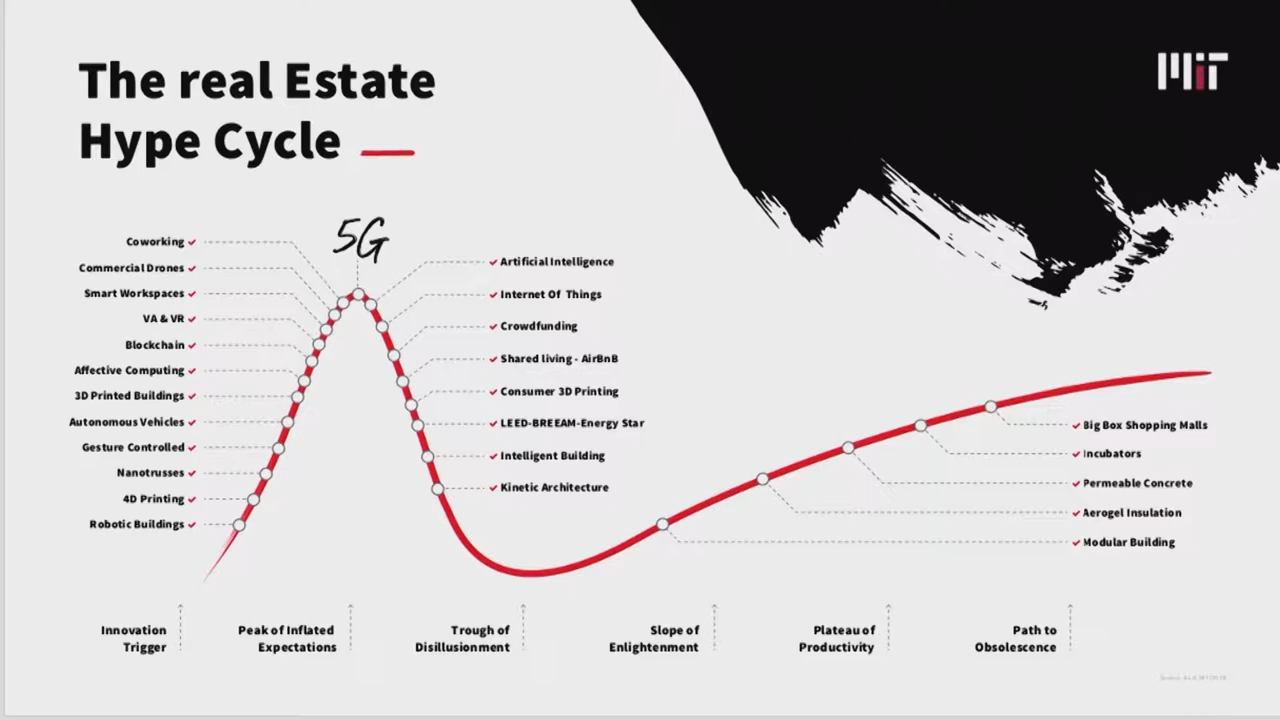 The real Estate
Hype Cycle
MIT
5G
Coworking
Commercial Drones
Smart Workspaces
VA & VR
Blockchain
Affective Computing
3D Printed Buildings
Autonomous Vehicles
Gesture Controlled
Nanotrusses
4D Printing
Robotic Buildings
Artificial Intelligence
Internet Of Things
Crowdfunding
Shared living - AirBnB
Consumer 3D Printing
LEED-BREEAM-Energy Star
Intelligent Building
Kinetic Architecture
Big Box Shopping Malls
Incubators
Permeable Concrete
Aerogel Insulation
Modular Building
Innovation
Trigger
Peak of Inflated
Expectations
Trough of
Disillusionment
Slope of
Enlightenment
Plateau of
Productivity
Path to
Obsolescence